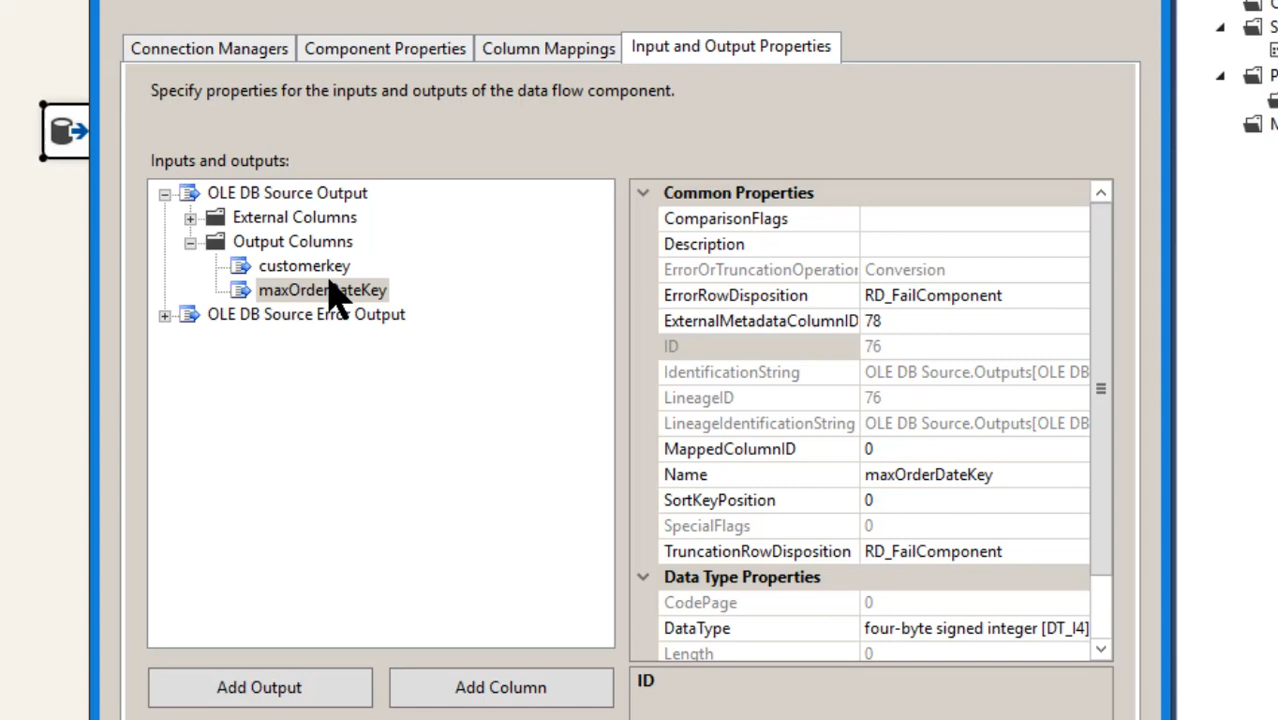 Connection Managers Component Properties Column Mappings Input and Output Properties
Specify properties for the inputs and outputs of the data flow component.
Inputs and outputs:
OLE DB Source Output
External Columns
Output Columns
customerkey
maxOrderDateKey
OLE DB Source Error Output
Add Output Add Column
Common Properties
ComparisonFlags
Description
ErrorOrTruncationOperation Conversion
ErrorRowDisposition RD_FailComponent
ExternalMetadataColumnID 78
ID 76
IdentificationString OLE DB Source.Outputs[OLE DB
LineageID 76
LineageIdentificationString OLE DB Source.Outputs[OLE DB
MappedColumnID 0
Name maxOrderDateKey
SortKeyPosition 0
SpecialFlags 0
TruncationRowDisposition RD_FailComponent
Data Type Properties
CodePage 0
DataType four-byte signed integer [DT_I4]
Length 0
ID